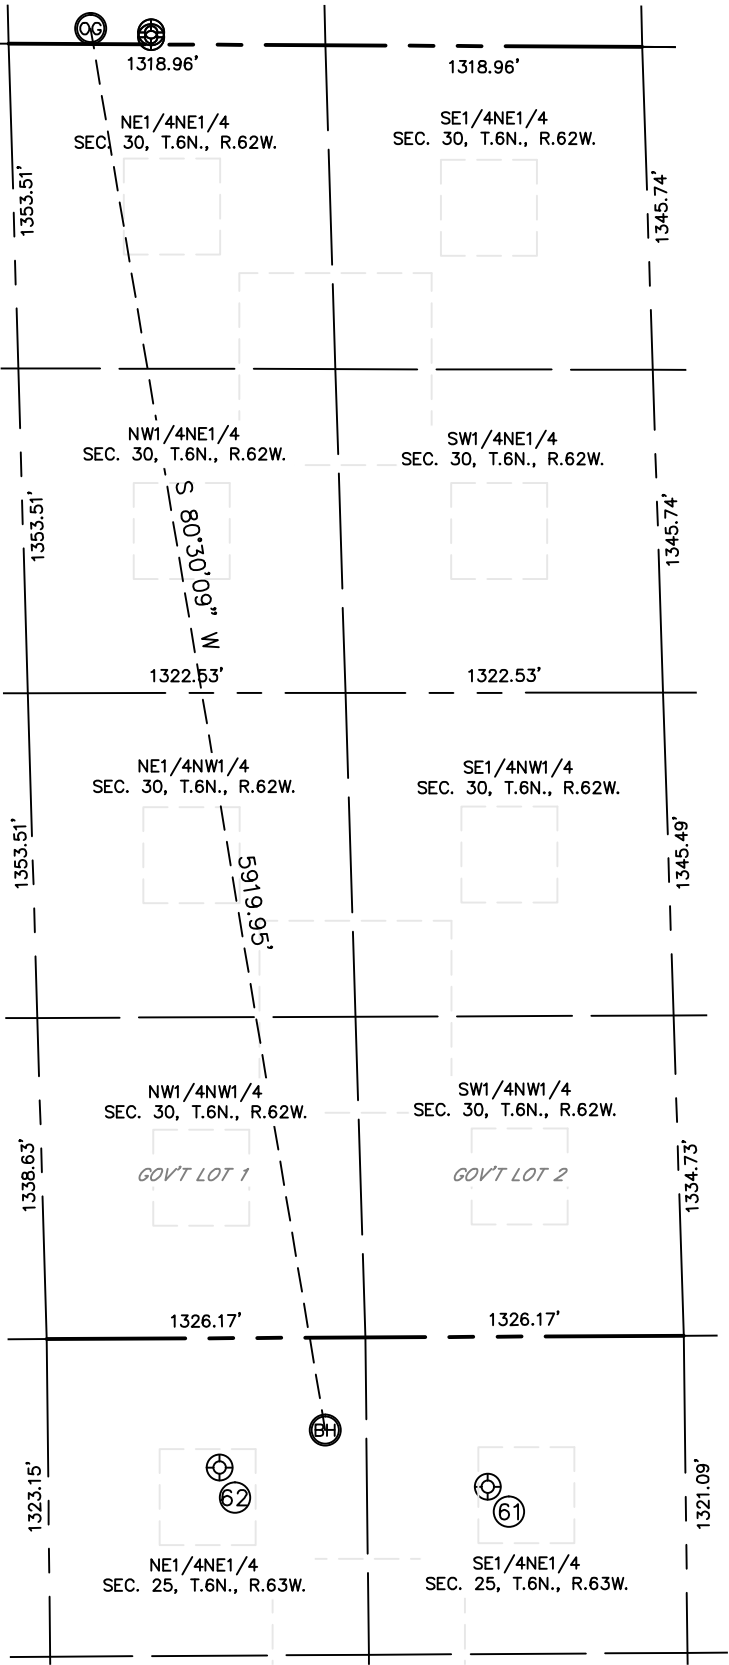 OG
1318.96'
1318.96'
NE1/4NE1/4
SEC. 30, T.6N., R.62W.
SE1/4NE1/4
SEC. 30, T.6N., R.62W.
1353.51'
1345.74'
NW1/4NE1/4
SEC. 30, T.6N., R.62W.
SW1/4NE1/4
SEC. 30, T.6N., R.62W.
1353.51'
S 80°30'09" W
1345.74'
1322.53'
1322.53'
NE1/4NW1/4
SEC. 30, T.6N., R.62W.
SE1/4NW1/4
SEC. 30, T.6N., R.62W.
1353.51'
5919.95'
1345.49'
NW1/4NW1/4
SEC. 30, T.6N., R.62W.
SW1/4NW1/4
SEC. 30, T.6N., R.62W.
1338.63'
GOV'T LOT 1
GOV'T LOT 2
1334.73'
1326.17'
1326.17'
BH
1323.15'
62
61
1321.09'
NE1/4NE1/4
SEC. 25, T.6N., R.63W.
SE1/4NE1/4
SEC. 25, T.6N., R.63W.